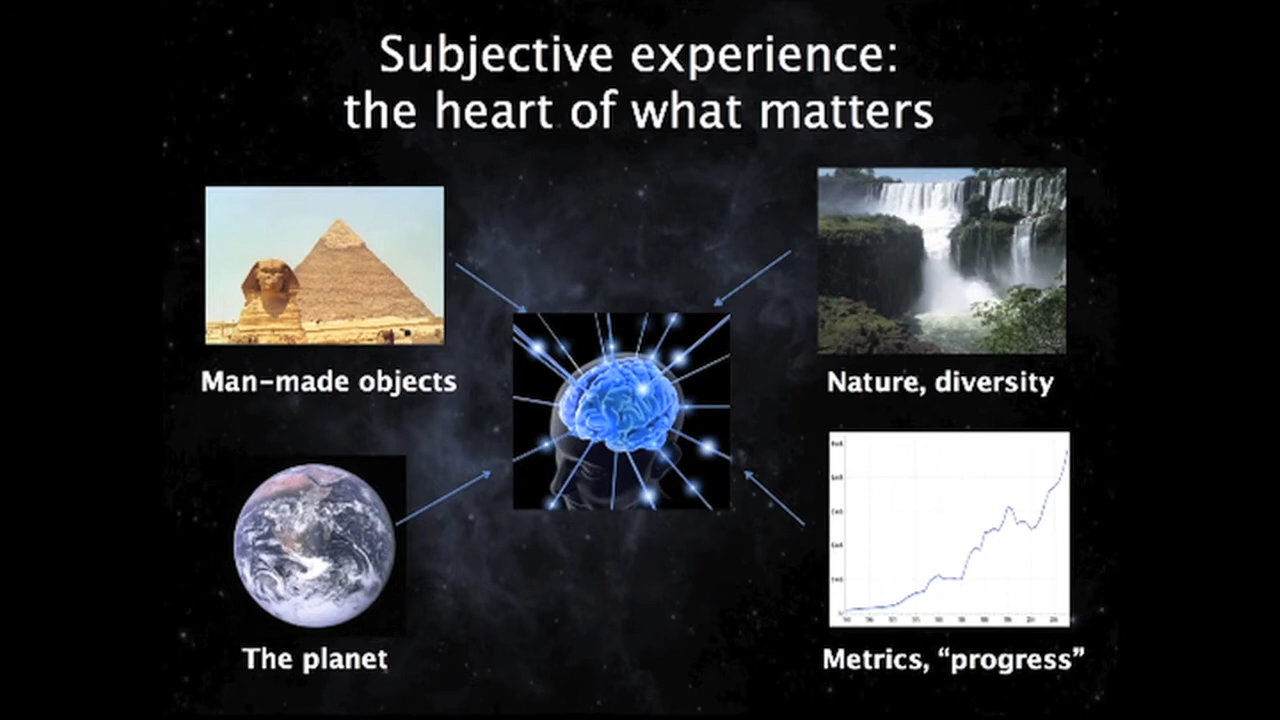 Subjective experience:
the heart of what matters
Man-made objects
Nature, diversity
The planet
Metrics, “progress”